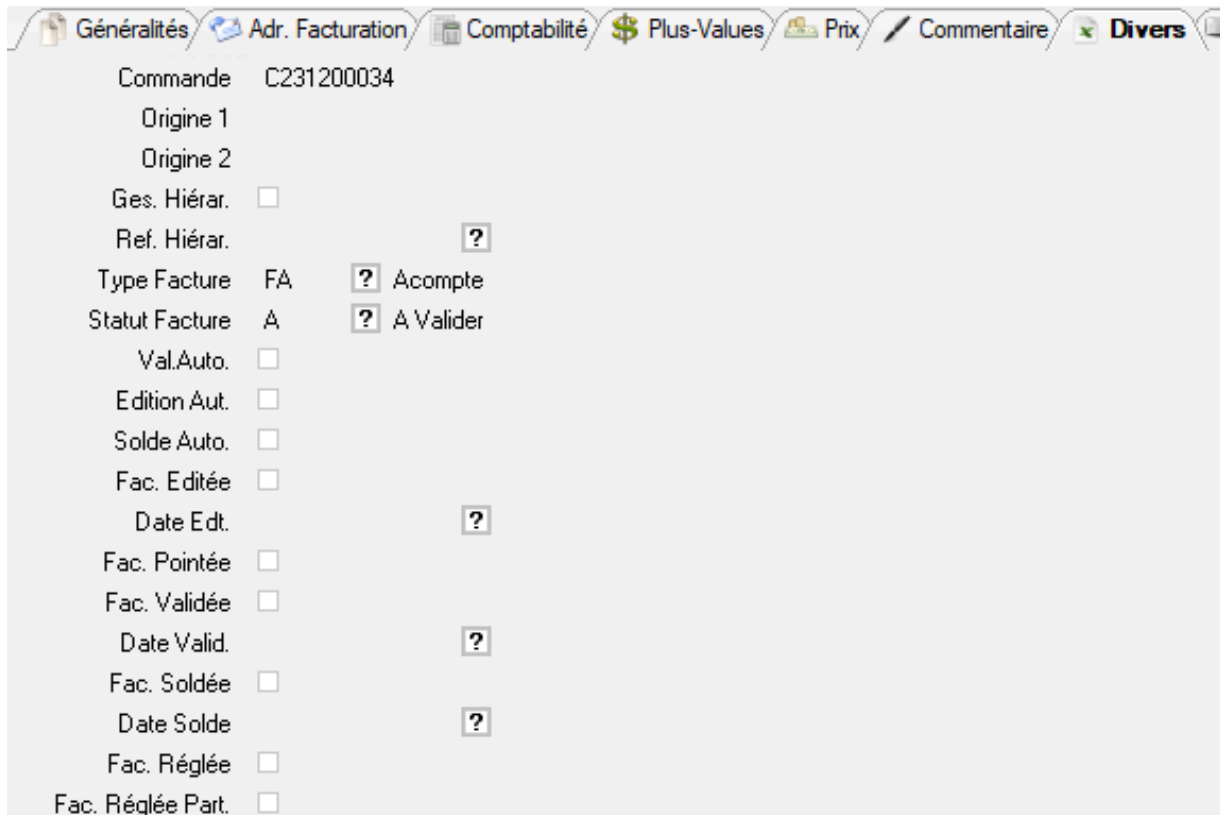 Généralités Adr. Facturation Comptabilité Plus-Values Prix Commentaire Divers
Commande C231200034
Origine 1
Origine 2
Ges. Hiérar.
Ref. Hiérar. ?
Type Facture FA ? Acompte
Statut Facture A ? A Valider
Val.Auto.
Edition Aut.
Solde Auto.
Fac. Editée
Date Edt. ?
Fac. Pointée
Fac. Validée
Date Valid. ?
Fac. Soldée
Date Solde ?
Fac. Réglée
Fac. Réglée Part.